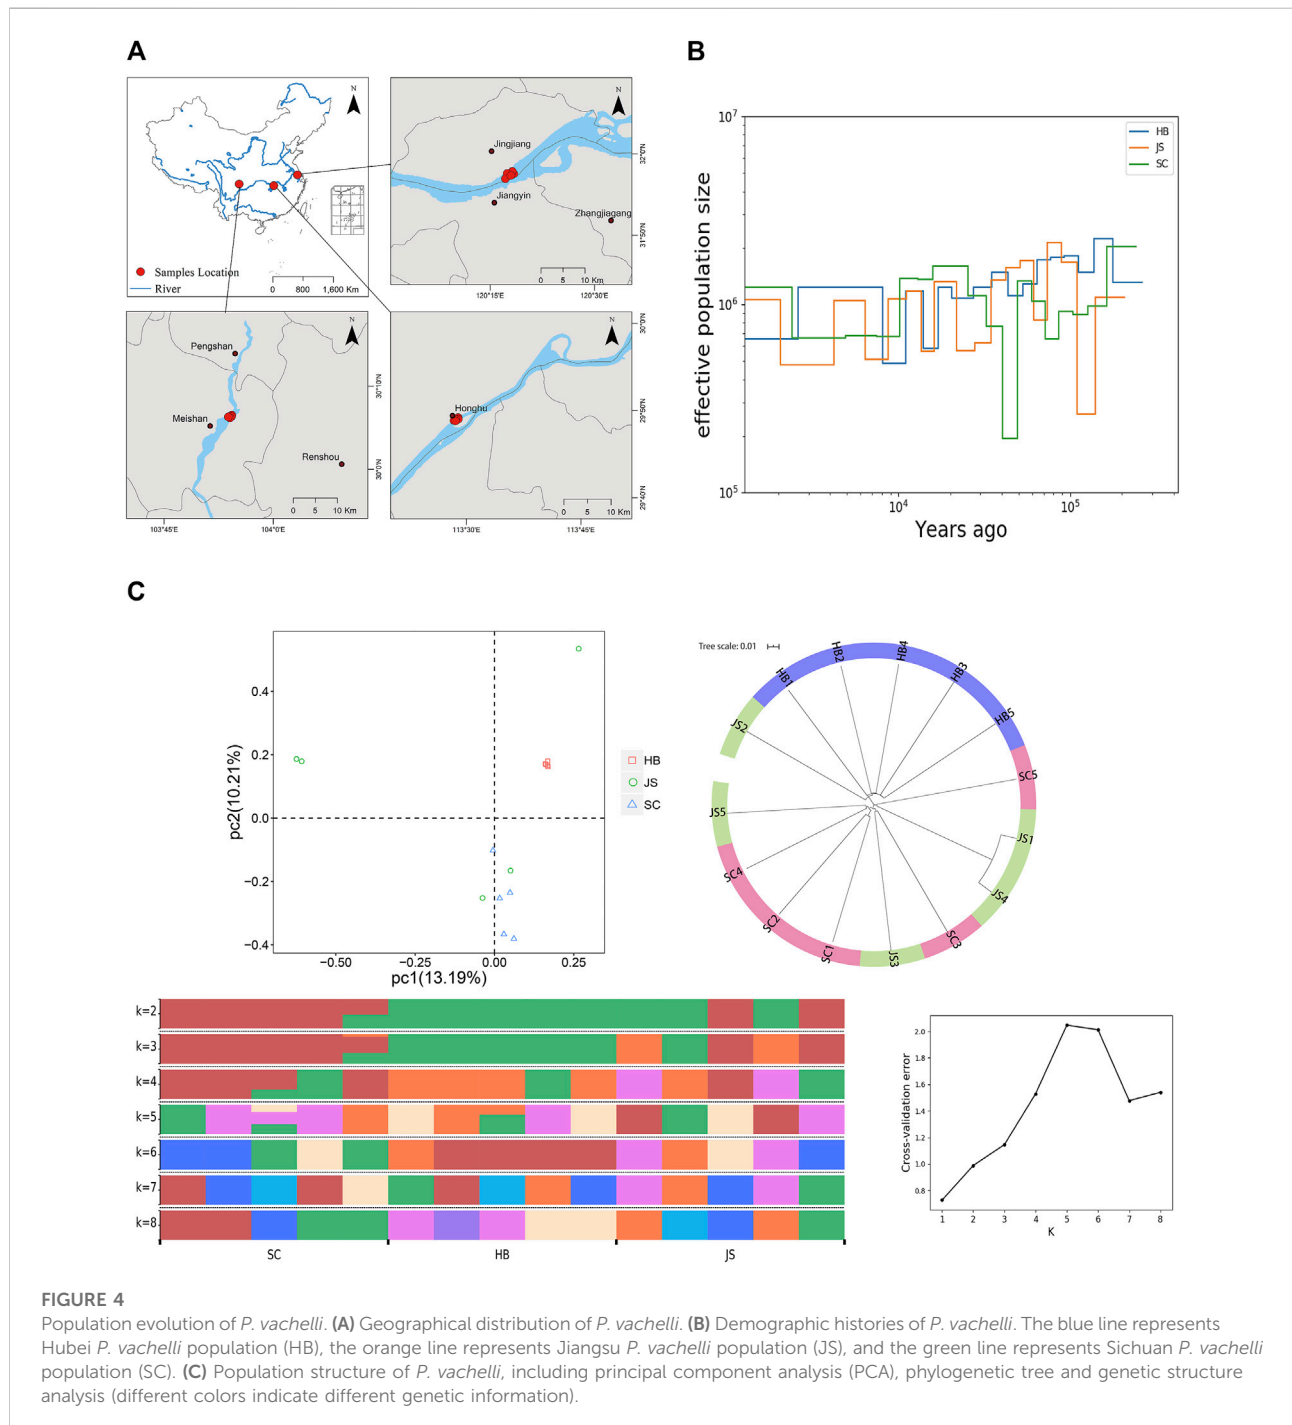 A
N
Samples Location
River
0 800 1,600 Km
N
Jingjiang
Jiangyin
Zhangjiagang
32°0'N
31°50'N
0 5 10 Km
120°15'E 120°30'E
N
Pengshan
Meishan
Renshou
30°10'N
30°0'N
0 5 10 Km
103°45'E 104°0'E
N
Honghu
30°0'N
29°50'N
29°40'N
0 5 10 Km
113°30'E 113°45'E
B
effective population size
10⁷
10⁶
10⁵
HB
JS
SC
10⁴ 10⁵
Years ago
C
pc2(10.21%)
0.4
0.2
0.0
−0.2
−0.4
−0.50 −0.25 0.00 0.25
pc1(13.19%)
HB
JS
SC
Tree scale: 0.01
HB1
HB2
HB4
HB3
HB5
SC5
JS1
JS4
SC3
JS3
SC1
SC2
SC4
JS5
JS2
k=2
k=3
k=4
k=5
k=6
k=7
k=8
SC HB JS
Cross-validation error
2.0
1.8
1.6
1.4
1.2
1.0
0.8
1 2 3 4 5 6 7 8
K
FIGURE 4
Population evolution of P. vachelli. (A) Geographical distribution of P. vachelli. (B) Demographic histories of P. vachelli. The blue line represents
Hubei P. vachelli population (HB), the orange line represents Jiangsu P. vachelli population (JS), and the green line represents Sichuan P. vachelli
population (SC). (C) Population structure of P. vachelli, including principal component analysis (PCA), phylogenetic tree and genetic structure
analysis (different colors indicate different genetic information).